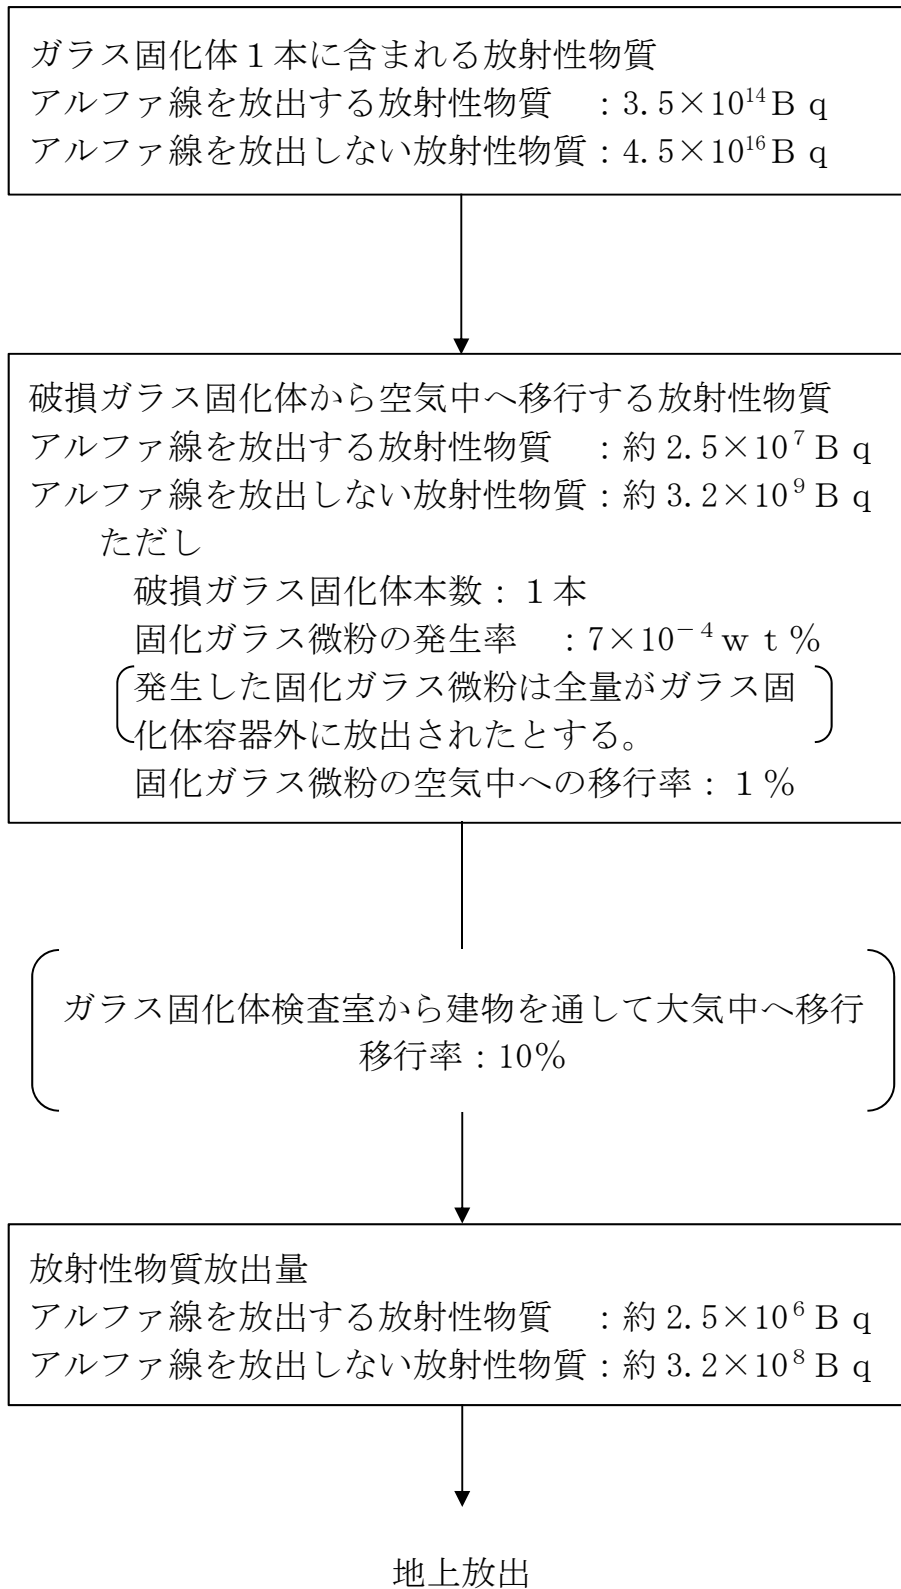 ガラス固化体１本に含まれる放射性物質
アルファ線を放出する放射性物質　：3.5×10¹⁴Ｂｑ
アルファ線を放出しない放射性物質：4.5×10¹⁶Ｂｑ
破損ガラス固化体から空気中へ移行する放射性物質
アルファ線を放出する放射性物質　：約 2.5×10⁷Ｂｑ
アルファ線を放出しない放射性物質：約 3.2×10⁹Ｂｑ
ただし
破損ガラス固化体本数：１本
固化ガラス微粉の発生率　：7×10⁻⁴ｗｔ％
発生した固化ガラス微粉は全量がガラス固
化体容器外に放出されたとする。
固化ガラス微粉の空気中への移行率：１％
ガラス固化体検査室から建物を通して大気中へ移行
移行率：10％
放射性物質放出量
アルファ線を放出する放射性物質　：約 2.5×10⁶Ｂｑ
アルファ線を放出しない放射性物質：約 3.2×10⁸Ｂｑ
地上放出